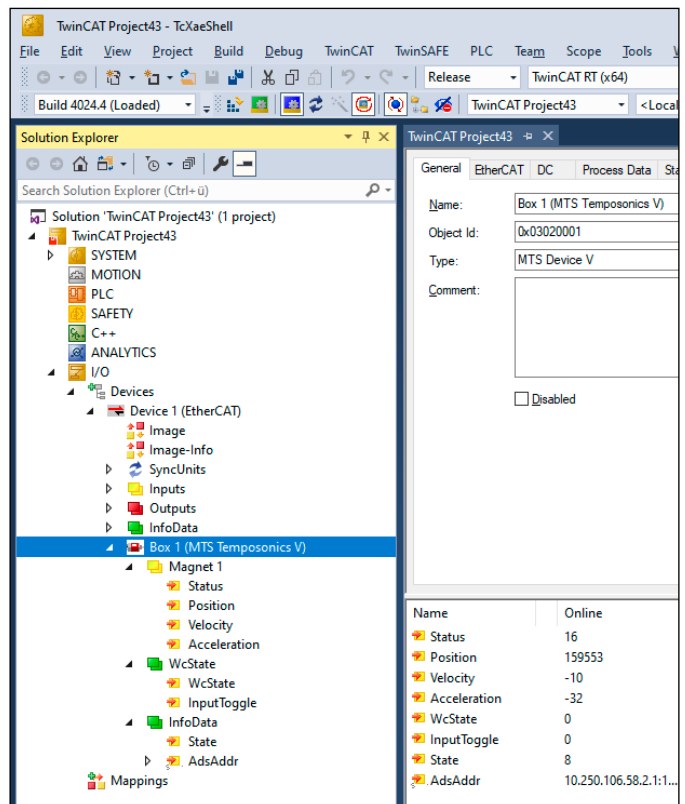 TwinCAT Project43 - TcXaeShell
File Edit View Project Build Debug TwinCAT TwinSAFE PLC Team Scope Tools
Release TwinCAT RT (x64)
Build 4024.4 (Loaded) TwinCAT Project43 <Local
Solution Explorer
Search Solution Explorer (Ctrl+ü)
Solution 'TwinCAT Project43' (1 project)
TwinCAT Project43
SYSTEM
MOTION
PLC
SAFETY
C++
ANALYTICS
I/O
Devices
Device 1 (EtherCAT)
Image
Image-Info
SyncUnits
Inputs
Outputs
InfoData
Box 1 (MTS Temposonics V)
Magnet 1
Status
Position
Velocity
Acceleration
WcState
WcState
InputToggle
InfoData
State
AdsAddr
Mappings
TwinCAT Project43
General EtherCAT DC Process Data Sta
Name: Box 1 (MTS Temposonics V)
Object Id: 0x03020001
Type: MTS Device V
Comment:
Disabled
Name Online
Status 16
Position 159553
Velocity -10
Acceleration -32
WcState 0
InputToggle 0
State 8
AdsAddr 10.250.106.58.2.1:1...